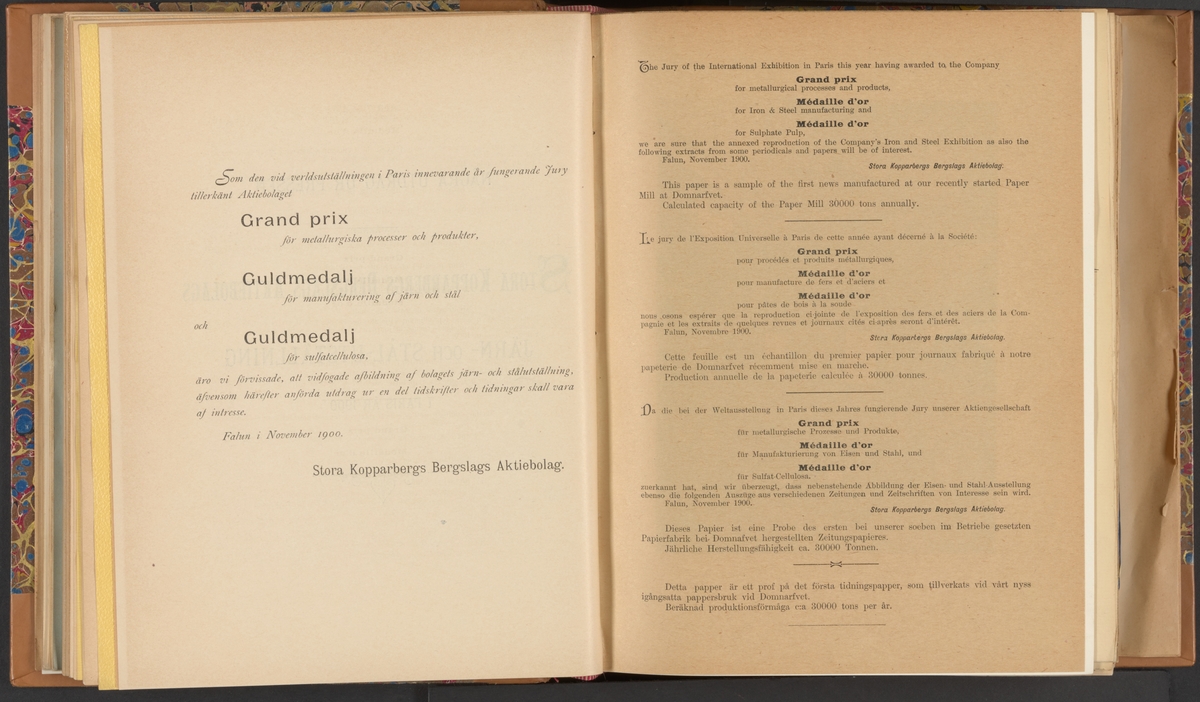 Som den vid verldsutställningen i Paris innevarande år fungerande Jury
tillerkänt Aktiebolaget
Grand prix
för metallurgiska processer och produkter,
Guldmedalj
för manufakturering af järn och stål
och
Guldmedalj
för sulfatcellulosa,
äro vi förvissade, att vidfogade afbildning af bolagets järn- och stålutställning,
äfvensom härefter anförda utdrag ur en del tidskrifter och tidningar skall vara
af intresse.
Falun i November 1900.
Stora Kopparbergs Bergslags Aktiebolag.
The Jury of the International Exhibition in Paris this year having awarded to the Company
Grand prix
for metallurgical processes and products,
Médaille d'or
for Iron & Steel manufacturing and
Médaille d'or
for Sulphate Pulp,
we are sure that the annexed reproduction of the Company's Iron and Steel Exhibition as also the
following extracts from some periodicals and papers will be of interest.
Falun, November 1900.
Stora Kopparbergs Bergslags Aktiebolag.
This paper is a sample of the first news manufactured at our recently started Paper
Mill at Domnarfvet.
Calculated capacity of the Paper Mill 30000 tons annually.
Le jury de l'Exposition Universelle à Paris de cette année ayant décerné à la Société:
Grand prix
pour procédés et produits métallurgiques,
Médaille d'or
pour manufacture de fers et d'aciers et
Médaille d'or
pour pâtes de bois à la soude
nous osons espérer que la reproduction ci-jointe de l'exposition des fers et des aciers de la Com-
pagnie et les extraits de quelques revues et journaux cités ci-après seront d'intérêt.
Falun, Novembre 1900.
Stora Kopparbergs Bergslags Aktiebolag.
Cette feuille est un échantillon du premier papier pour journaux fabriqué à notre
papeterie de Domnarfvet récemment mise en marche.
Production annuelle de la papeterie calculée à 30000 tonnes.
Da die bei der Weltausstellung in Paris dieses Jahres fungierende Jury unserer Aktiengesellschaft
Grand prix
für metallurgische Prozesse und Produkte,
Médaille d'or
für Manufakturierung von Eisen und Stahl, und
Médaille d'or
für Sulfat-Cellulosa,
zuerkannt hat, sind wir überzeugt, dass nebenstehende Abbildung der Eisen- und Stahl-Ausstellung
ebenso die folgenden Auszüge aus verschiedenen Zeitungen und Zeitschriften von Interesse sein wird.
Falun, November 1900.
Stora Kopparbergs Bergslags Aktiebolag.
Dieses Papier ist eine Probe des ersten bei unserer soeben im Betriebe gesetzten
Papierfabrik bei Domnafvet hergestellten Zeitungspapieres.
Jährliche Herstellungsfähigkeit ca. 30000 Tonnen.
Detta papper är ett prof på det första tidningspapper, som tillverkats vid vårt nyss
igångsatta pappersbruk vid Domnarfvet.
Beräknad produktionsförmåga c:a 30000 tons per år.